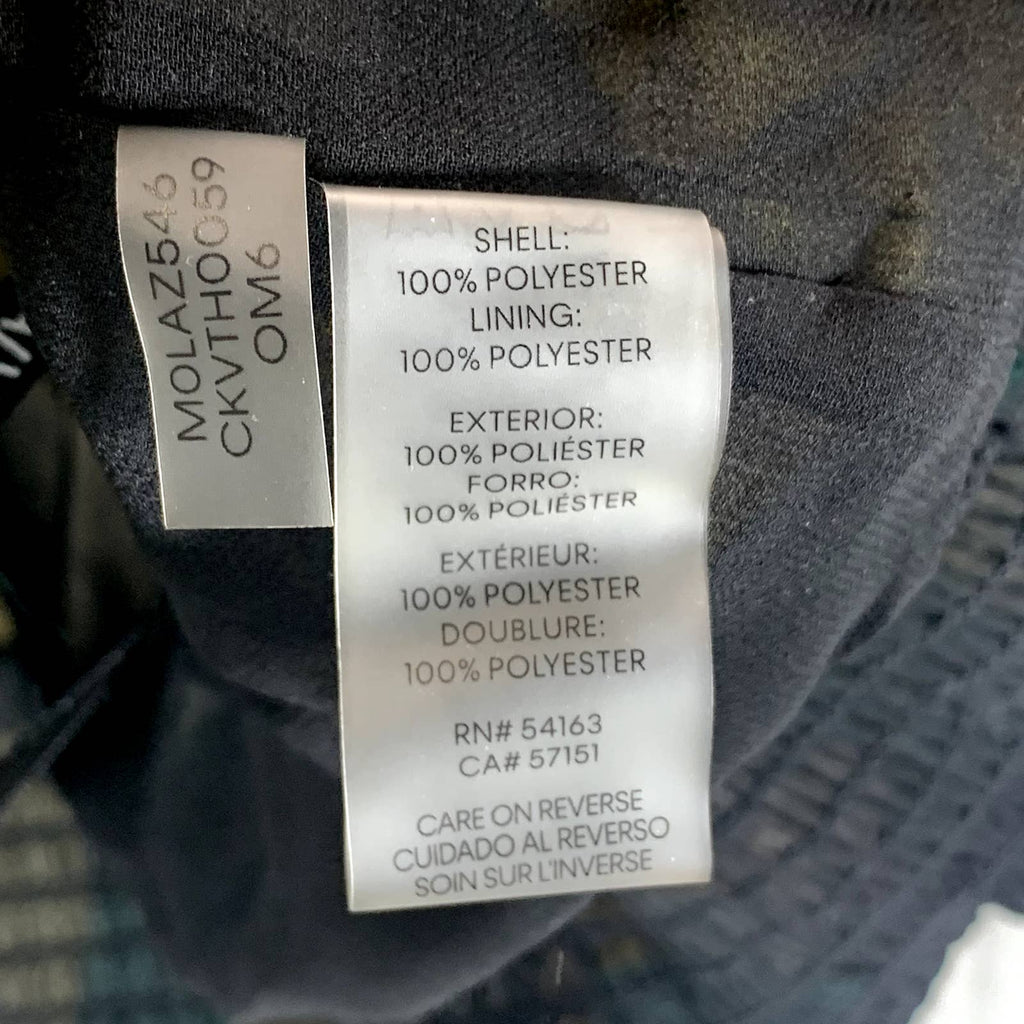 MOLAZ546
CKVTH0059
OM6
SHELL:
100% POLYESTER
LINING:
100% POLYESTER
EXTERIOR:
100% POLIÉSTER
FORRO:
100% POLIÉSTER
EXTÉRIEUR:
100% POLYESTER
DOUBLURE:
100% POLYESTER
RN# 54163
CA# 57151
CARE ON REVERSE
CUIDADO AL REVERSO
SOIN SUR L'INVERSE